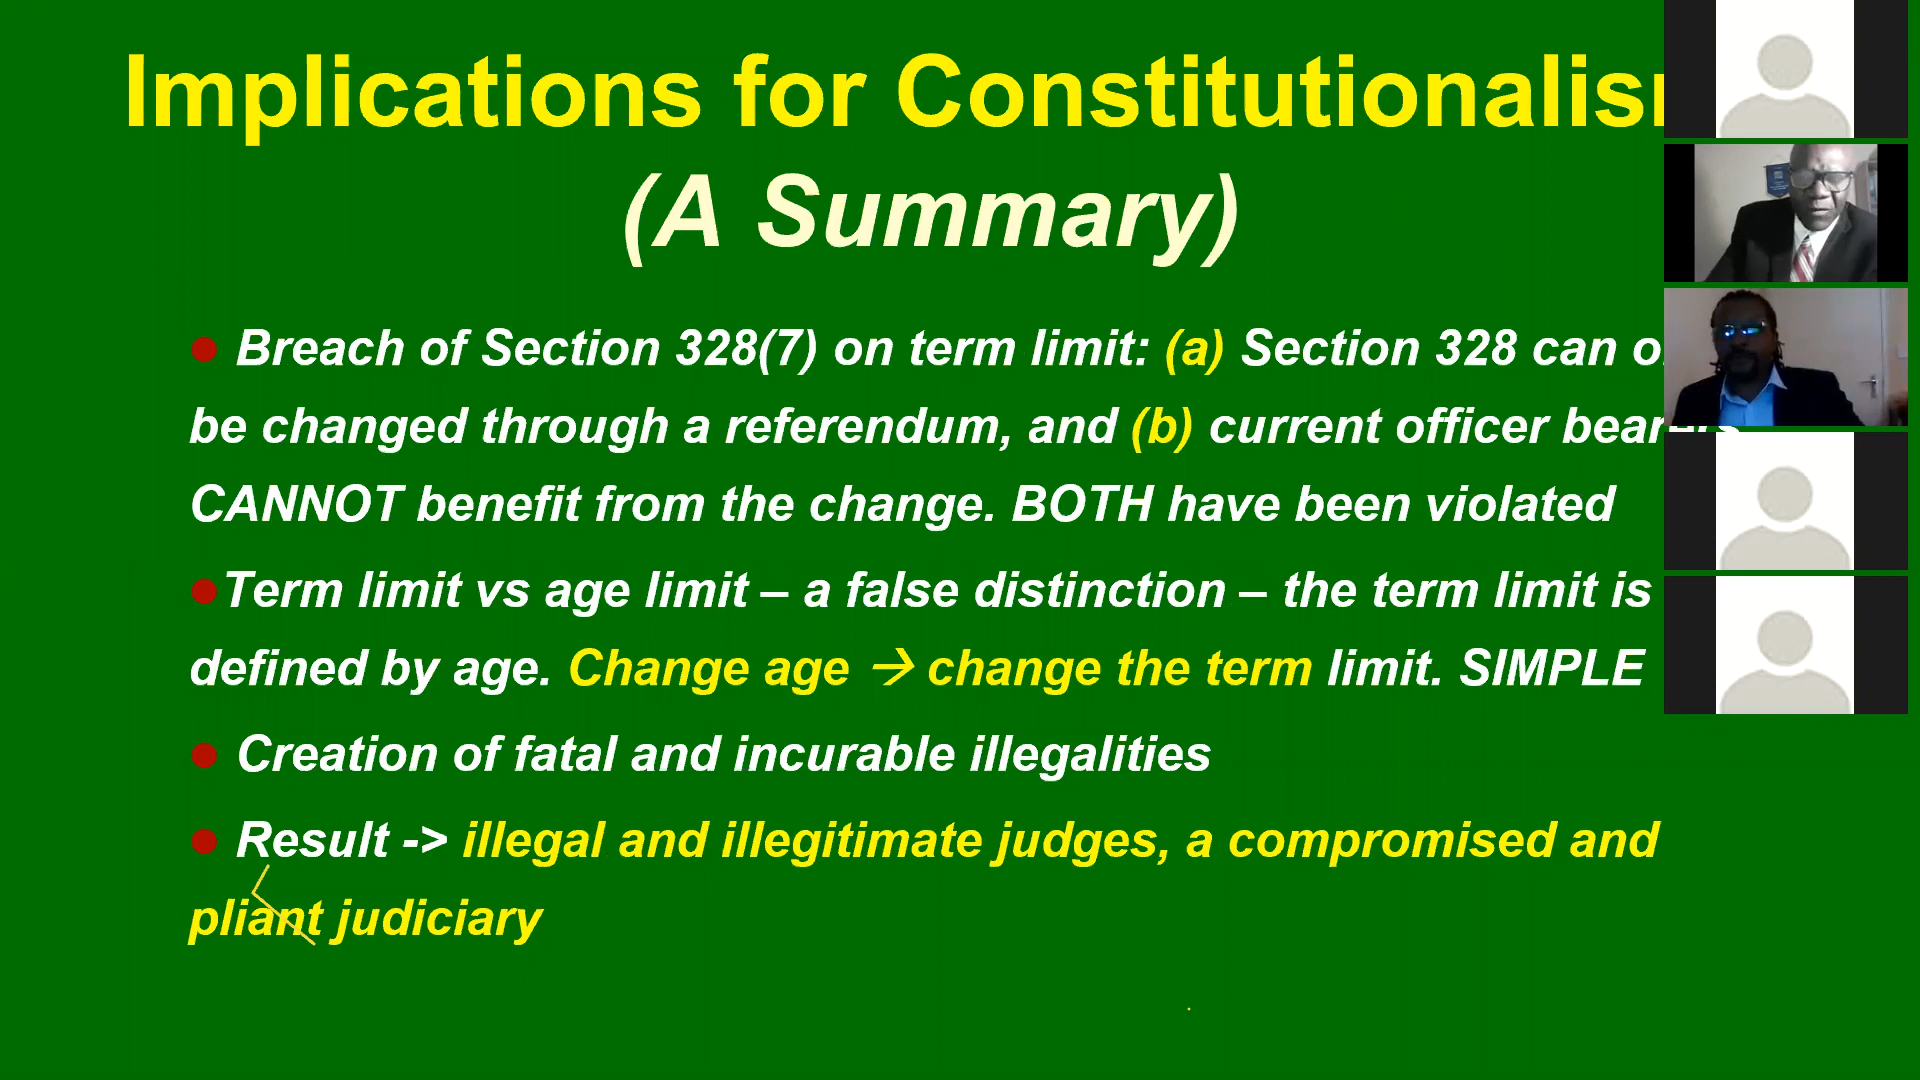 Implications for Constitutionalis
(A Summary)
● Breach of Section 328(7) on term limit: (a) Section 328 can
be changed through a referendum, and (b) current officer bearers
CANNOT benefit from the change. BOTH have been violated
●Term limit vs age limit – a false distinction – the term limit is
defined by age. Change age → change the term limit. SIMPLE
● Creation of fatal and incurable illegalities
● Result -> illegal and illegitimate judges, a compromised and
pliant judiciary